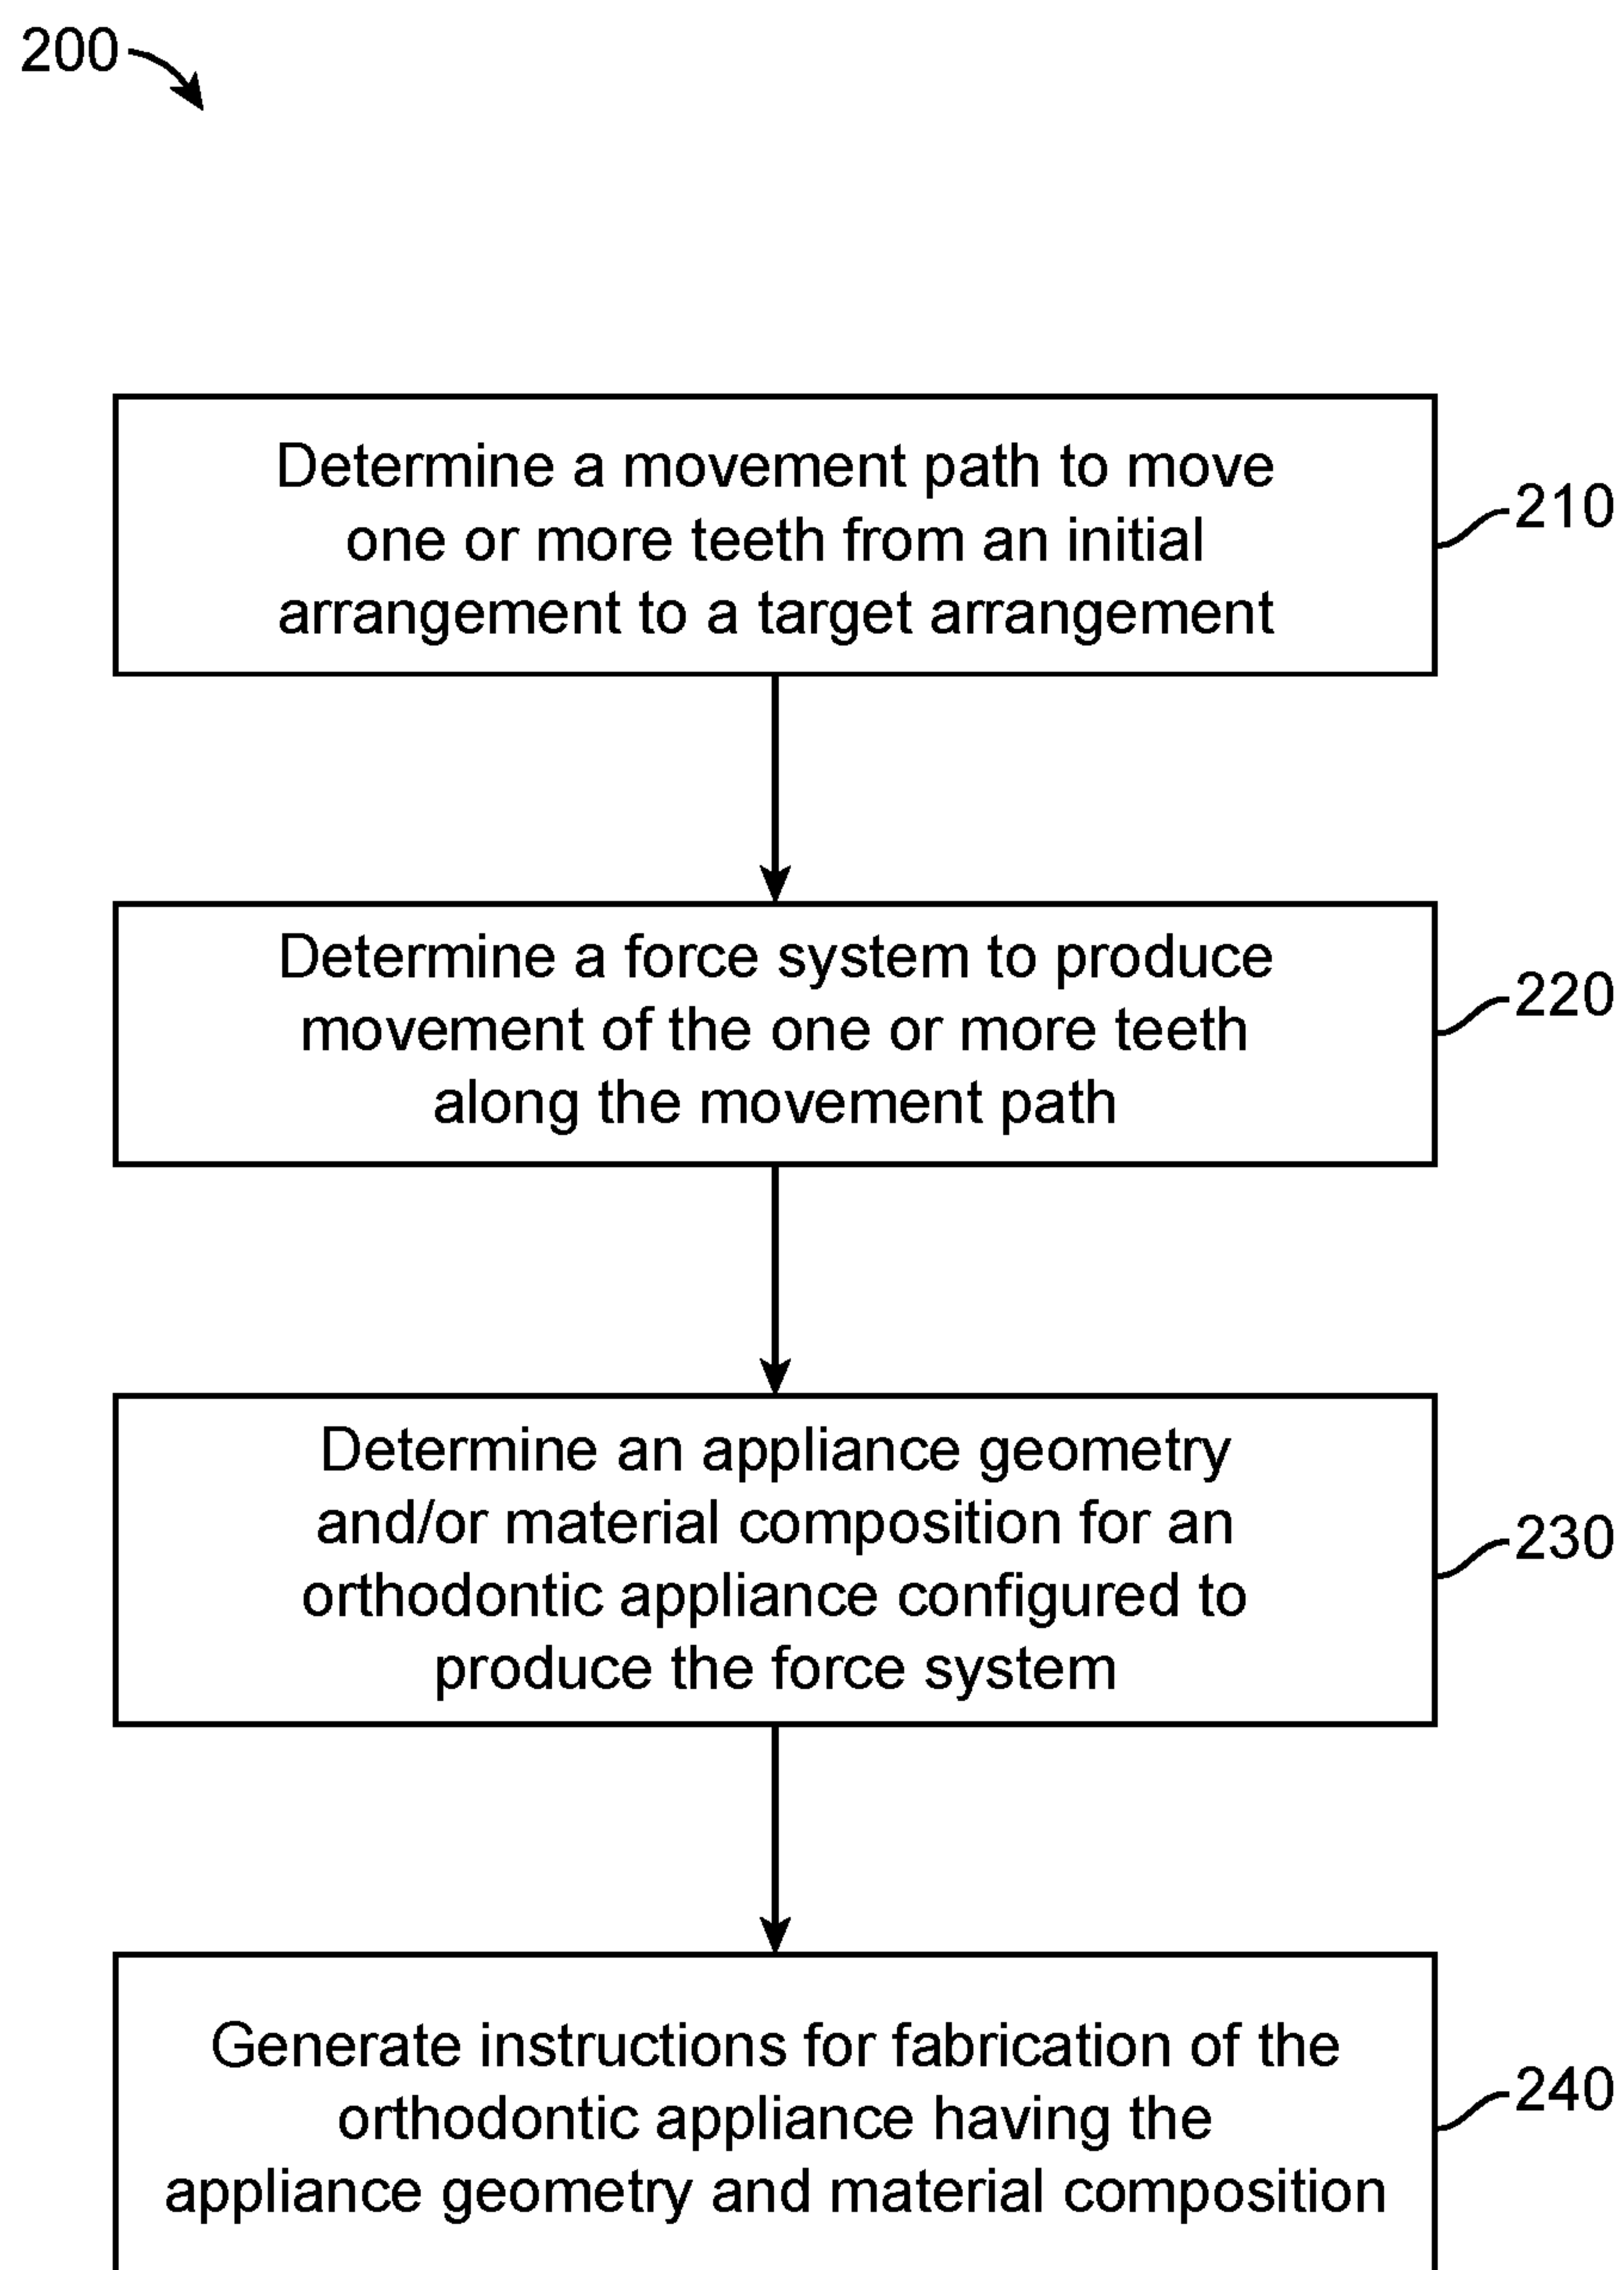 200
Determine a movement path to move
one or more teeth from an initial
arrangement to a target arrangement
210
Determine a force system to produce
movement of the one or more teeth
along the movement path
220
Determine an appliance geometry
and/or material composition for an
orthodontic appliance configured to
produce the force system
230
Generate instructions for fabrication of the
orthodontic appliance having the
appliance geometry and material composition
240